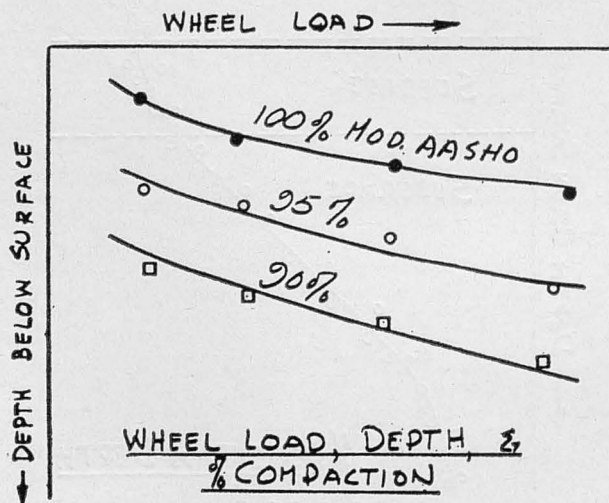 WHEEL LOAD
DEPTH BELOW SURFACE
100% MOD. AASHO
95%
90%
WHEEL LOAD, DEPTH, &
% COMPACTION